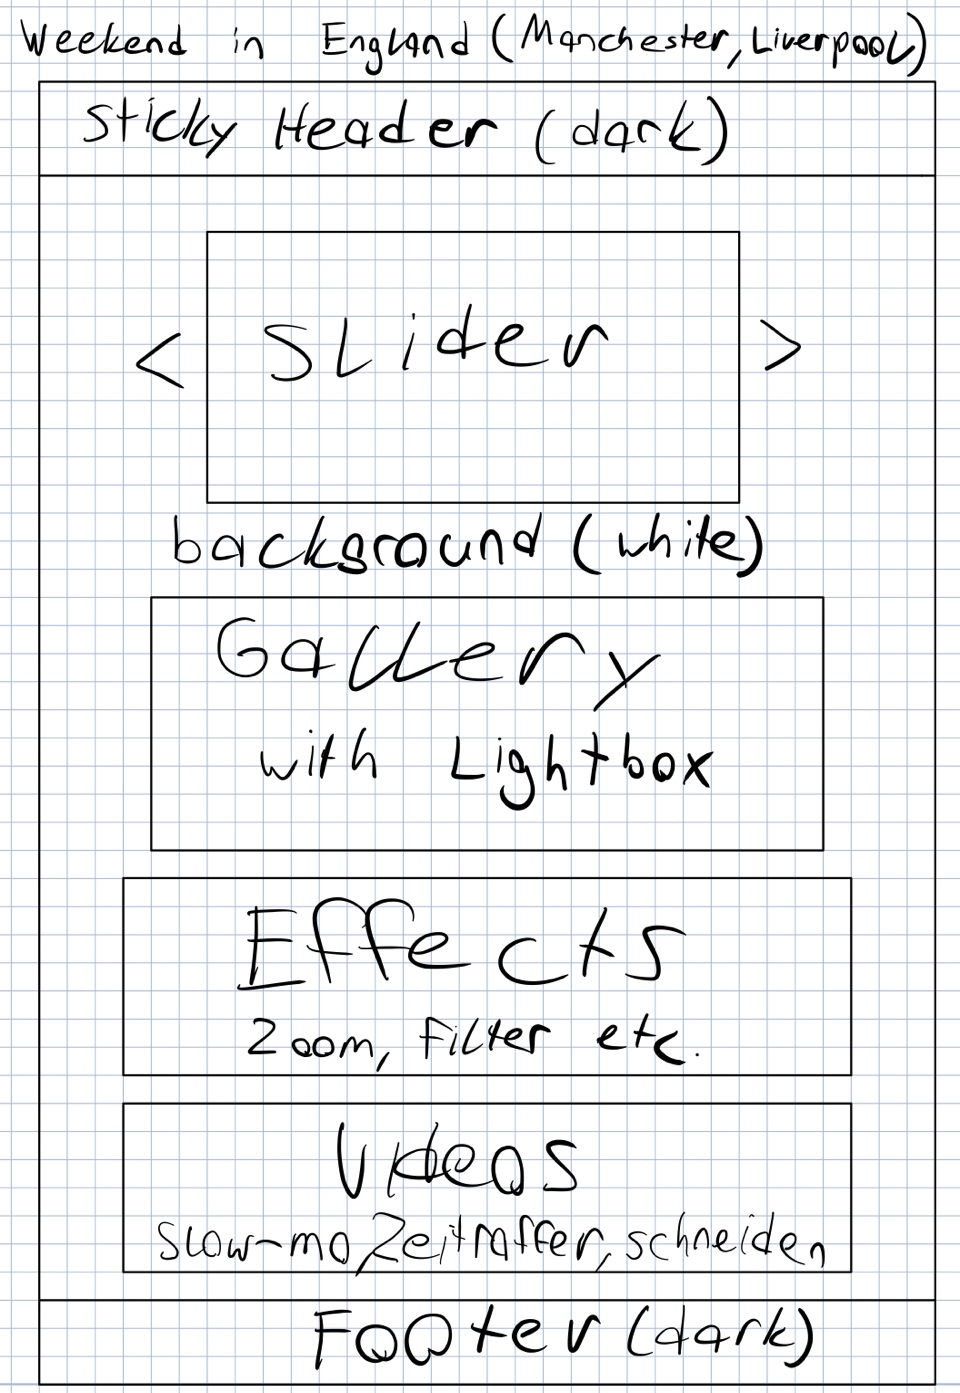 Weekend in England (Manchester, Liverpool)
Sticky Header (dark)
< Slider >
background (white)
Gallery
with Lightbox
Effects
Zoom, Filter etc.
Videos
Slow-mo, Zeitraffer, schneiden
Footer (dark)